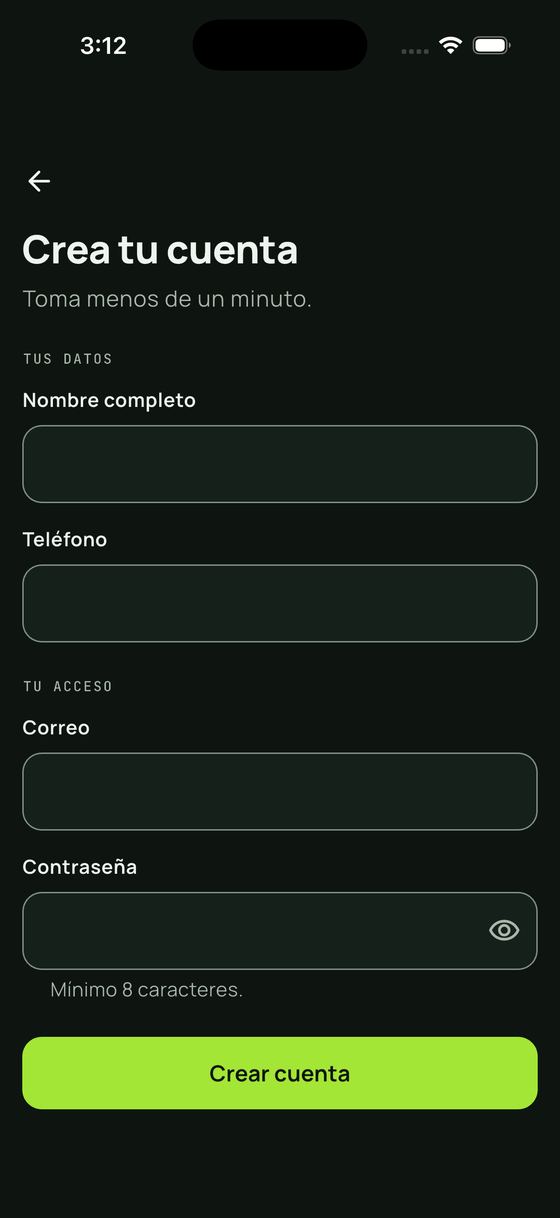 3:12
Crea tu cuenta
Toma menos de un minuto.
TUS DATOS
Nombre completo
Teléfono
TU ACCESO
Correo
Contraseña
Mínimo 8 caracteres.
Crear cuenta